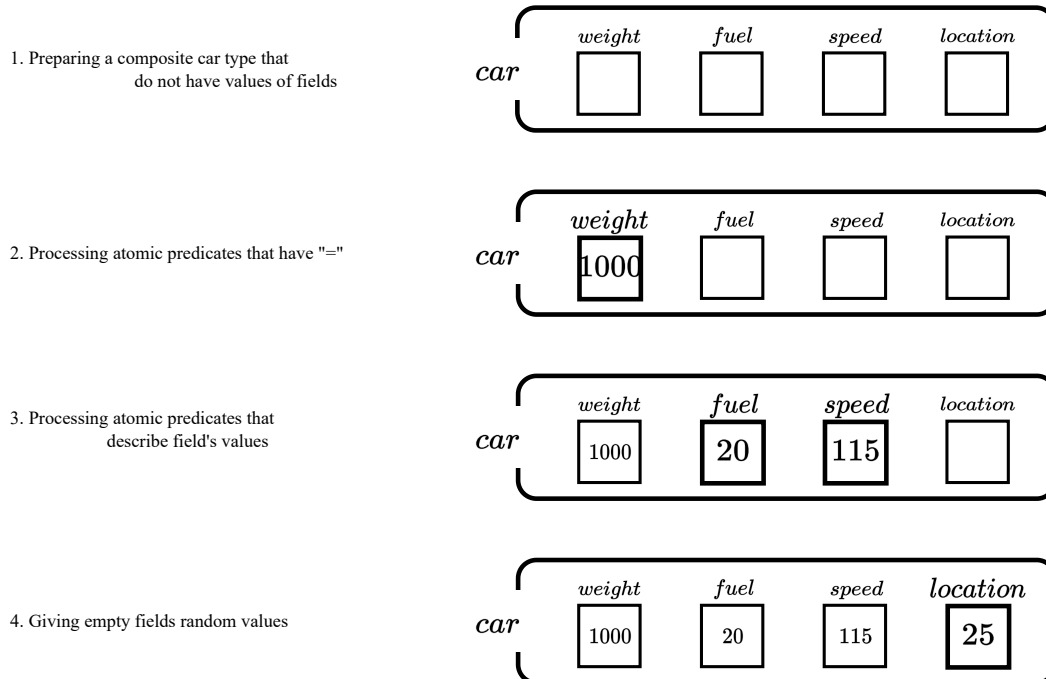 1. Preparing a composite car type that
do not have values of fields
car
weight fuel speed location
2. Processing atomic predicates that have "="
car
weight fuel speed location
1000
3. Processing atomic predicates that
describe field's values
car
weight fuel speed location
1000 20 115
4. Giving empty fields random values
car
weight fuel speed location
1000 20 115 25